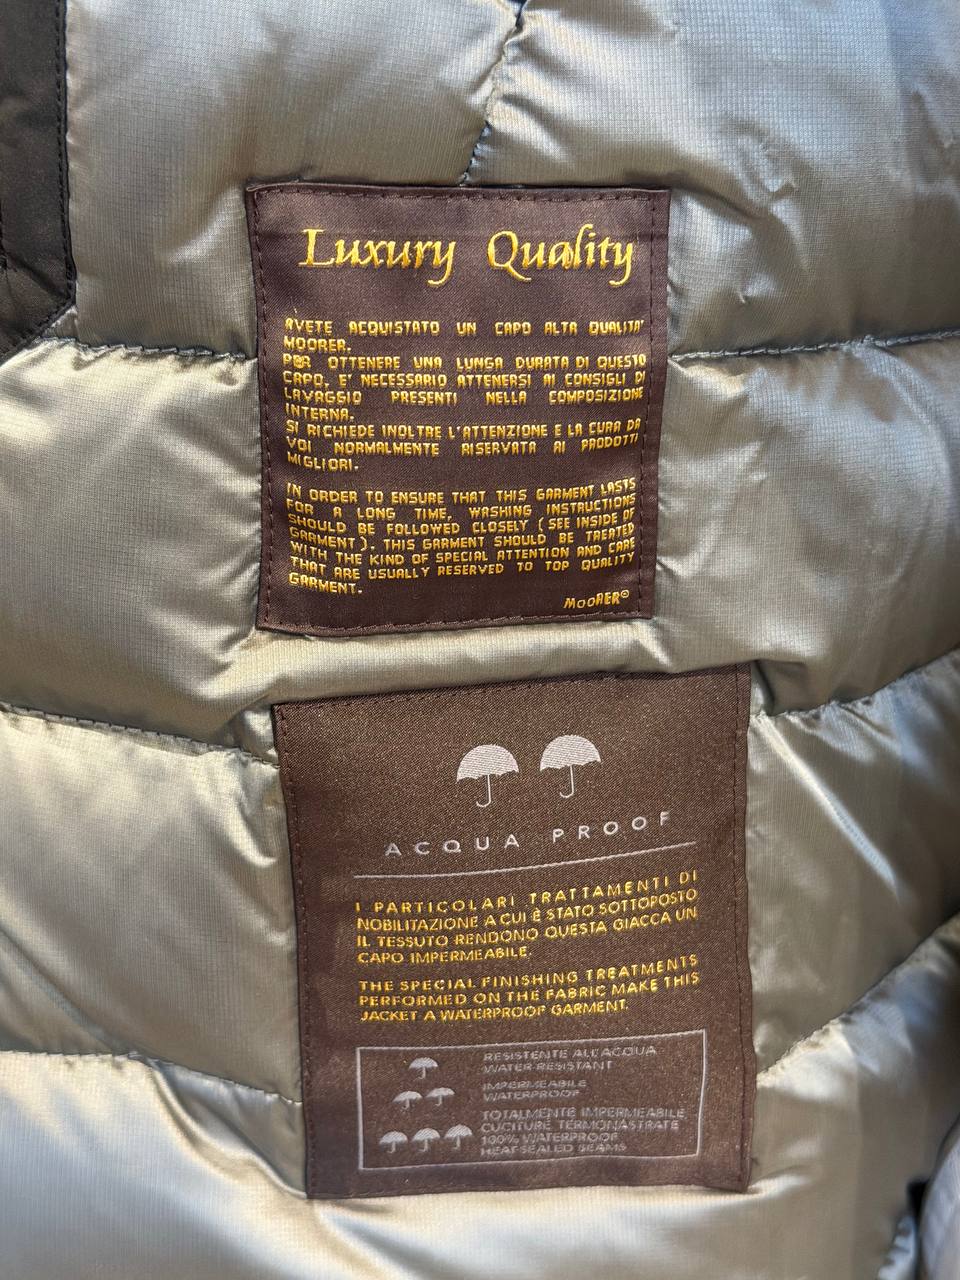 Luxury Quality
AVETE ACQUISTATO UN CAPO ALTA QUALITA'
MOORER.
PER OTTENERE UNA LUNGA DURATA DI QUESTO
CAPO, E' NECESSARIO ATTENERSI AI CONSIGLI DI
LAVAGGIO PRESENTI NELLA COMPOSIZIONE
INTERNA.
SI RICHIEDE INOLTRE L'ATTENZIONE E LA CURA DA
VOI NORMALMENTE RISERVATA AI PRODOTTI
MIGLIORI.
IN ORDER TO ENSURE THAT THIS GARMENT LASTS
FOR A LONG TIME, WASHING INSTRUCTIONS
SHOULD BE FOLLOWED CLOSELY (SEE INSIDE OF
GARMENT). THIS GARMENT SHOULD BE TREATED
WITH THE KIND OF SPECIAL ATTENTION AND CARE
THAT ARE USUALLY RESERVED TO TOP QUALITY
GARMENT.
MOORER©
ACQUA PROOF
I PARTICOLARI TRATTAMENTI DI
NOBILITAZIONE A CUI È STATO SOTTOPOSTO
IL TESSUTO RENDONO QUESTA GIACCA UN
CAPO IMPERMEABILE.
THE SPECIAL FINISHING TREATMENTS
PERFORMED ON THE FABRIC MAKE THIS
JACKET A WATERPROOF GARMENT.
RESISTENTE ALL'ACQUA
WATER-RESISTANT
IMPERMEABILE
WATERPROOF
TOTALMENTE IMPERMEABILE
CUCITURE TERMONASTRATE
100% WATERPROOF
HEAT-SEALED SEAMS